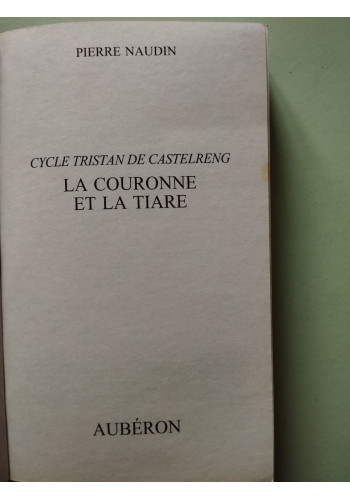 PIERRE NAUDIN
CYCLE TRISTAN DE CASTELRENG
LA COURONNE
ET LA TIARE
AUBÉRON